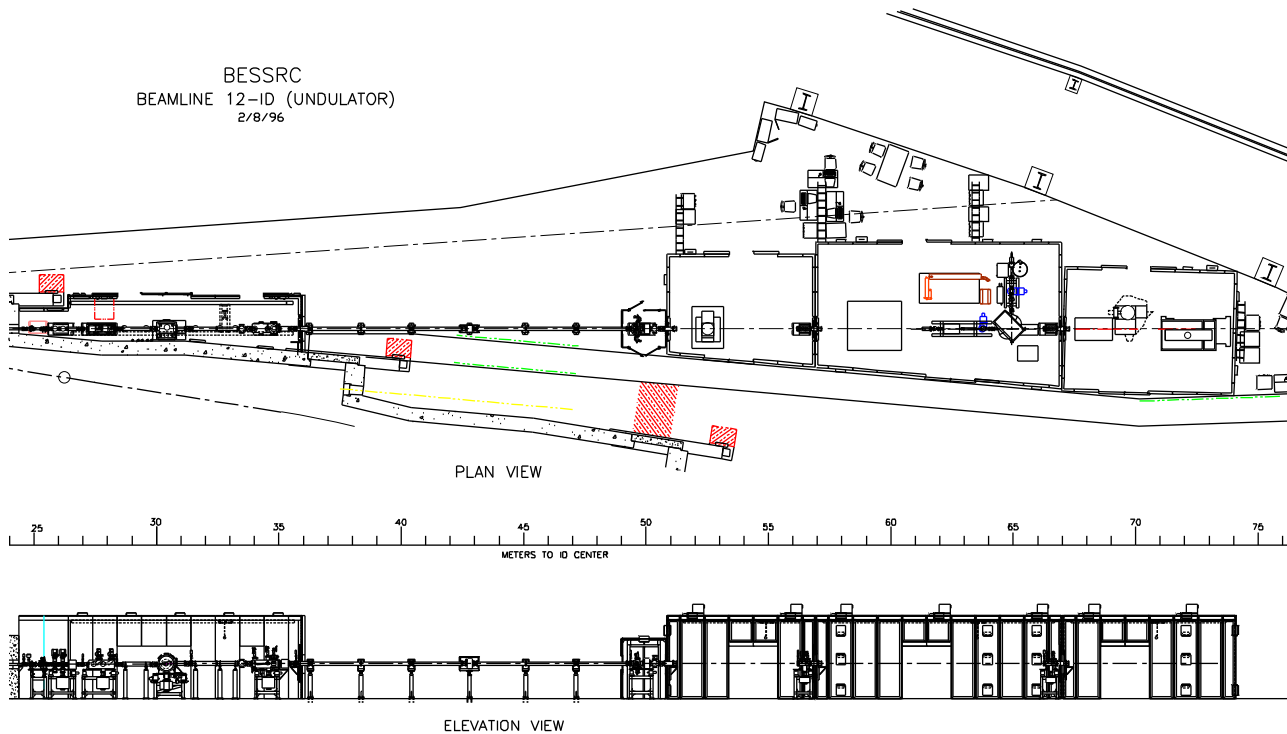 BESSRC
BEAMLINE 12-ID (UNDULATOR)
2/8/96
PLAN VIEW
25 30 35 40 45 50 55 60 65 70 75
METERS TO ID CENTER
ELEVATION VIEW